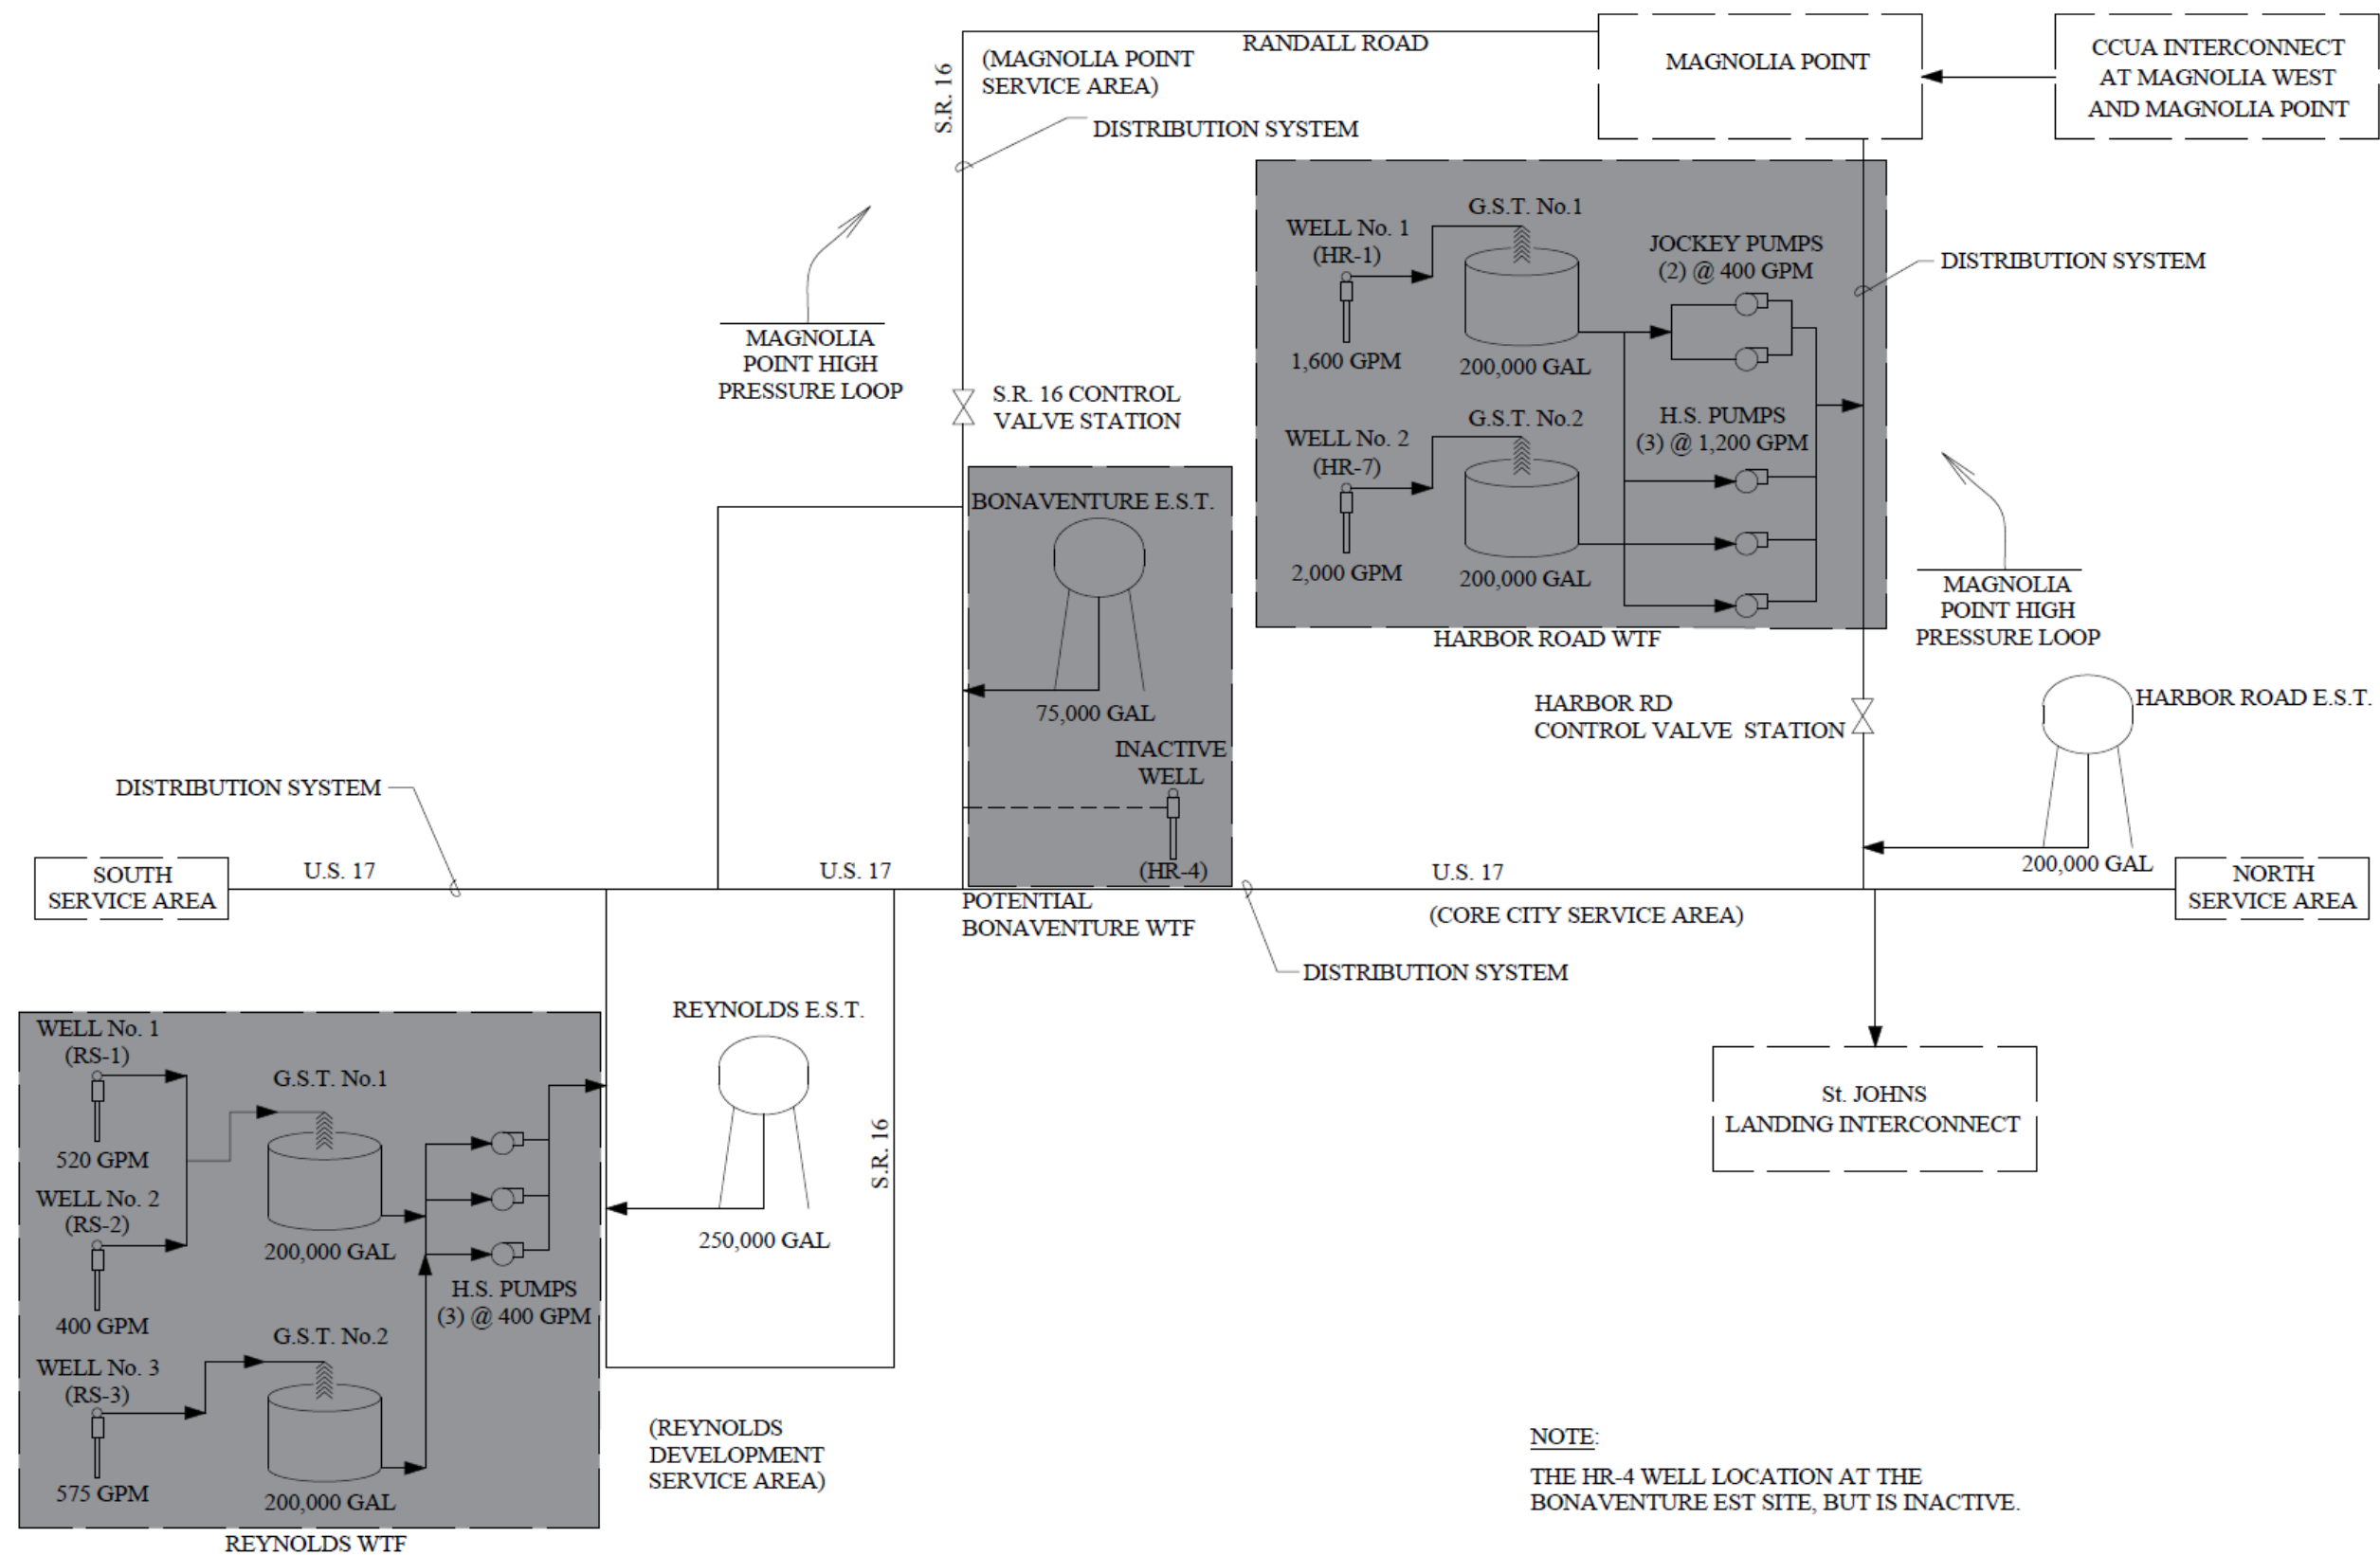 RANDALL ROAD
S.R. 16
(MAGNOLIA POINT
SERVICE AREA)
DISTRIBUTION SYSTEM
MAGNOLIA POINT
CCUA INTERCONNECT
AT MAGNOLIA WEST
AND MAGNOLIA POINT
MAGNOLIA
POINT HIGH
PRESSURE LOOP
S.R. 16 CONTROL
VALVE STATION
WELL No. 1
(HR-1)
1,600 GPM
G.S.T. No.1
200,000 GAL
JOCKEY PUMPS
(2) @ 400 GPM
DISTRIBUTION SYSTEM
WELL No. 2
(HR-7)
2,000 GPM
G.S.T. No.2
200,000 GAL
H.S. PUMPS
(3) @ 1,200 GPM
HARBOR ROAD WTF
MAGNOLIA
POINT HIGH
PRESSURE LOOP
BONAVENTURE E.S.T.
75,000 GAL
INACTIVE
WELL
(HR-4)
POTENTIAL
BONAVENTURE WTF
HARBOR RD
CONTROL VALVE STATION
HARBOR ROAD E.S.T.
200,000 GAL
DISTRIBUTION SYSTEM
SOUTH
SERVICE AREA
U.S. 17
U.S. 17
U.S. 17
(CORE CITY SERVICE AREA)
NORTH
SERVICE AREA
DISTRIBUTION SYSTEM
St. JOHNS
LANDING INTERCONNECT
WELL No. 1
(RS-1)
520 GPM
WELL No. 2
(RS-2)
400 GPM
WELL No. 3
(RS-3)
575 GPM
G.S.T. No.1
200,000 GAL
G.S.T. No.2
200,000 GAL
H.S. PUMPS
(3) @ 400 GPM
REYNOLDS WTF
REYNOLDS E.S.T.
250,000 GAL
S.R. 16
(REYNOLDS
DEVELOPMENT
SERVICE AREA)
NOTE:
THE HR-4 WELL LOCATION AT THE
BONAVENTURE EST SITE, BUT IS INACTIVE.